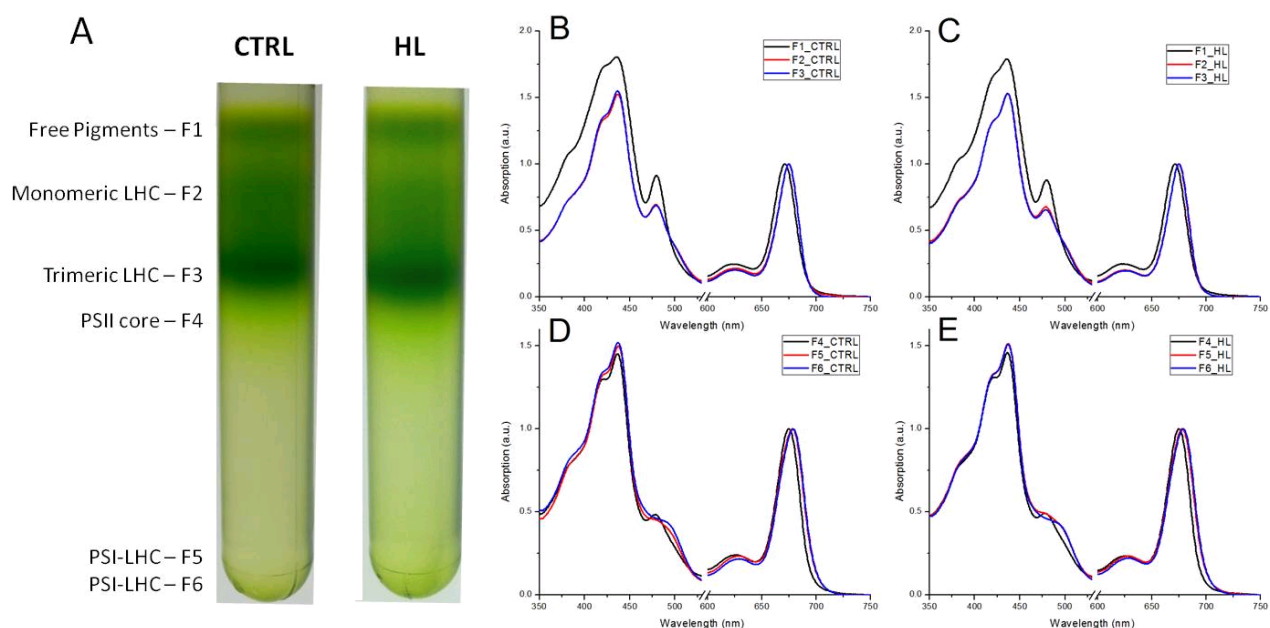 A
CTRL
HL
Free Pigments – F1
Monomeric LHC – F2
Trimeric LHC – F3
PSII core – F4
PSI-LHC – F5
PSI-LHC – F6
B
F1_CTRL
F2_CTRL
F3_CTRL
Absorption (a.u.)
2.0
1.5
1.0
0.5
0.0
350 400 450 500 600 650 700 750
Wavelength (nm)
C
F1_HL
F2_HL
F3_HL
Absorption (a.u.)
2.0
1.5
1.0
0.5
0.0
350 400 450 500 600 650 700 750
Wavelength (nm)
D
F4_CTRL
F5_CTRL
F6_CTRL
Absorption (a.u.)
1.5
1.0
0.5
0.0
350 400 450 500 600 650 700 750
Wavelength (nm)
E
F4_HL
F5_HL
F6_HL
Absorption (a.u.)
1.5
1.0
0.5
0.0
350 400 450 500 600 650 700 750
Wavelength (nm)